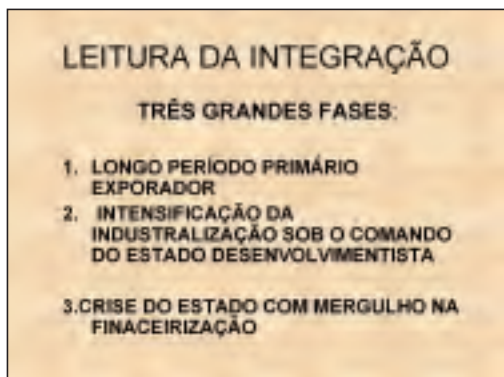 LEITURA DA INTEGRAÇÃO
TRÊS GRANDES FASES:
1. LONGO PERÍODO PRIMÁRIO
EXPORADOR
2. INTENSIFICAÇÃO DA
INDUSTRALIZAÇÃO SOB O COMANDO
DO ESTADO DESENVOLVIMENTISTA
3.CRISE DO ESTADO COM MERGULHO NA
FINACEIRIZAÇÃO